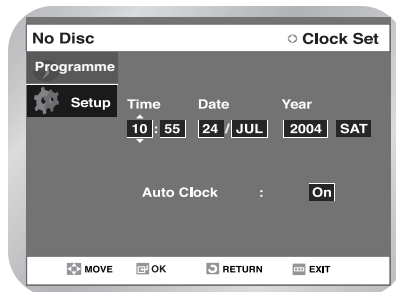 No Disc Clock Set
Programme
Setup
Time Date Year
10 : 55 24 / JUL 2004 SAT
Auto Clock : On
MOVE OK RETURN EXIT